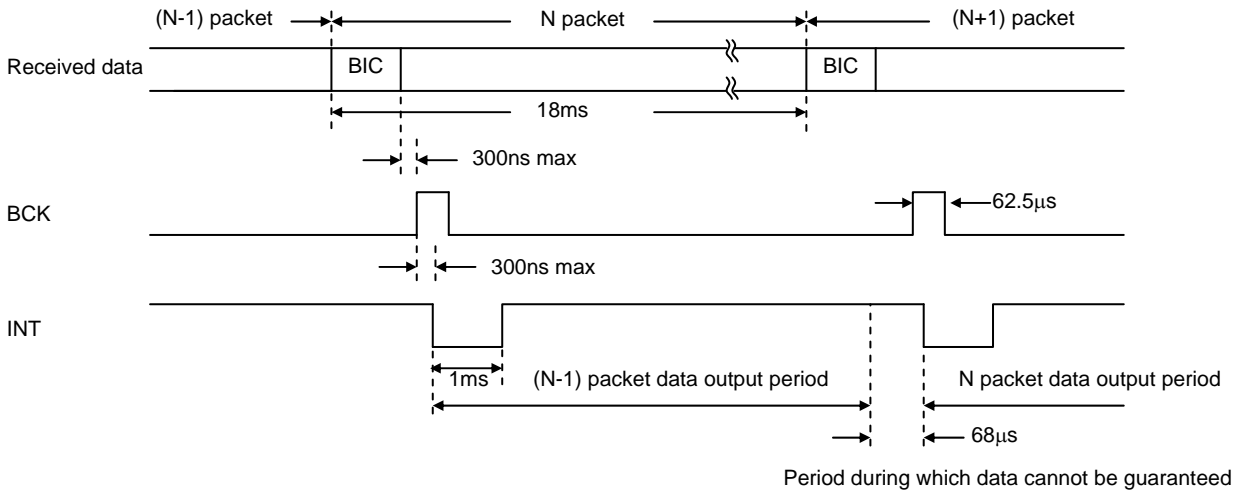 (N-1) packet
N packet
(N+1) packet
Received data
BIC
BIC
18ms
300ns max
BCK
62.5μs
300ns max
INT
1ms
(N-1) packet data output period
N packet data output period
68μs
Period during which data cannot be guaranteed